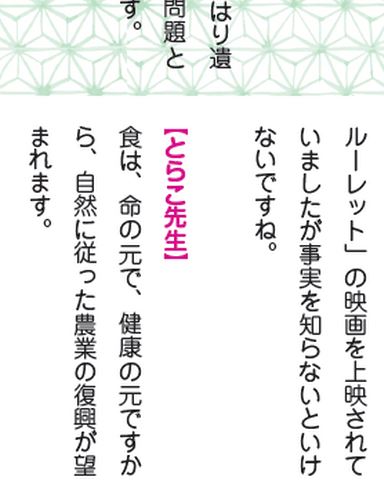 はり遺
問題と
す。
ルーレット」の映画を上映されて
いましたが事実を知らないといけ
ないですね。
【とらこ先生】
食は、命の元で、健康の元ですか
ら、自然に従った農業の復興が望
まれます。